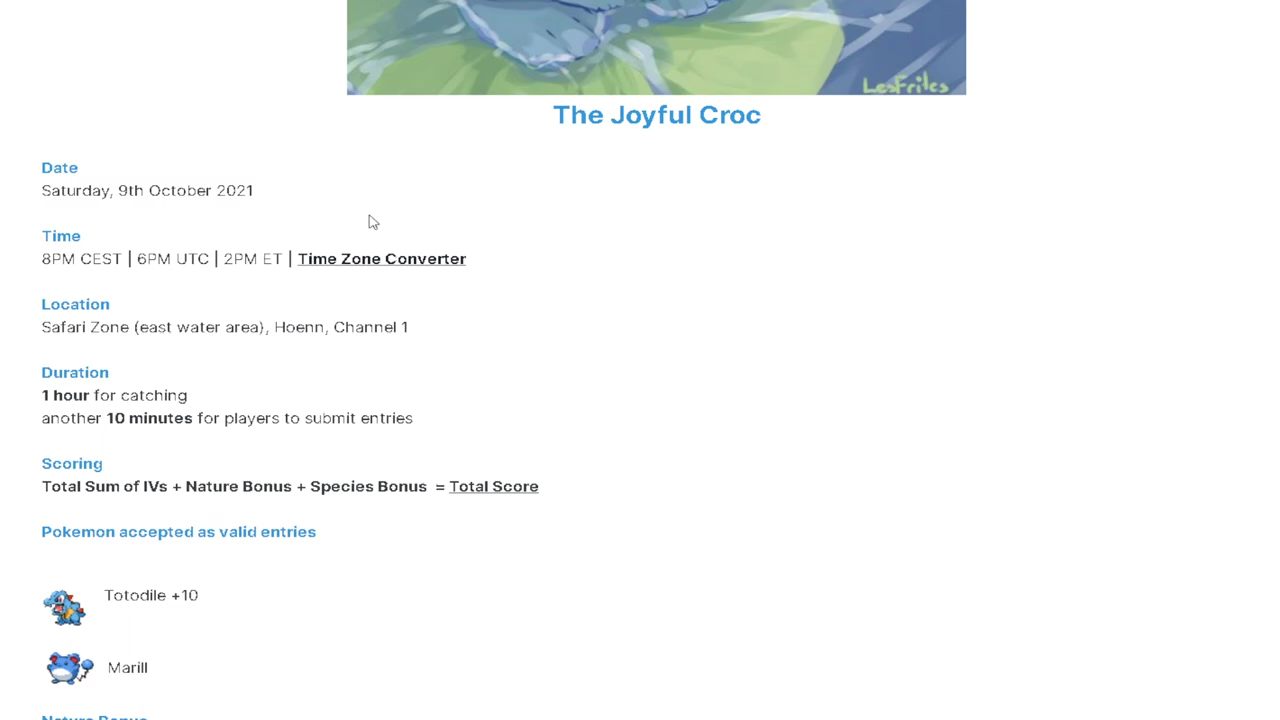 LesFriles
The Joyful Croc
Date
Saturday, 9th October 2021
Time
8PM CEST | 6PM UTC | 2PM ET | Time Zone Converter
Location
Safari Zone (east water area), Hoenn, Channel 1
Duration
1 hour for catching
another 10 minutes for players to submit entries
Scoring
Total Sum of IVs + Nature Bonus + Species Bonus = Total Score
Pokemon accepted as valid entries
Totodile +10
Marill
Nature Bonus